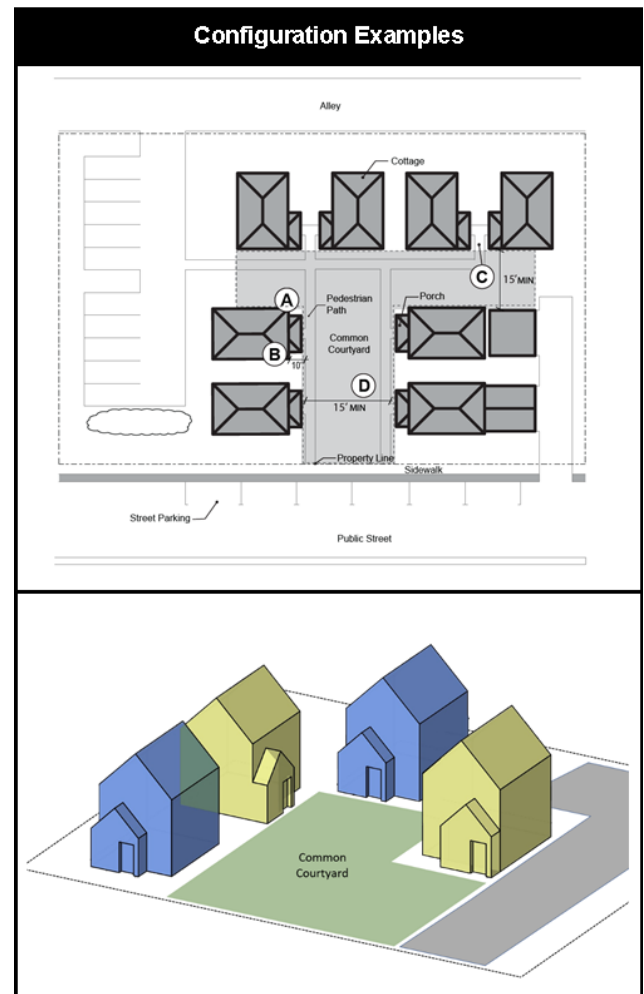 Configuration Examples
Alley
Cottage
C
15' MIN
A
Pedestrian
Path
Porch
B
Common
Courtyard
10'
D
15' MIN
Property Line
Sidewalk
Street Parking
Public Street
Common
Courtyard